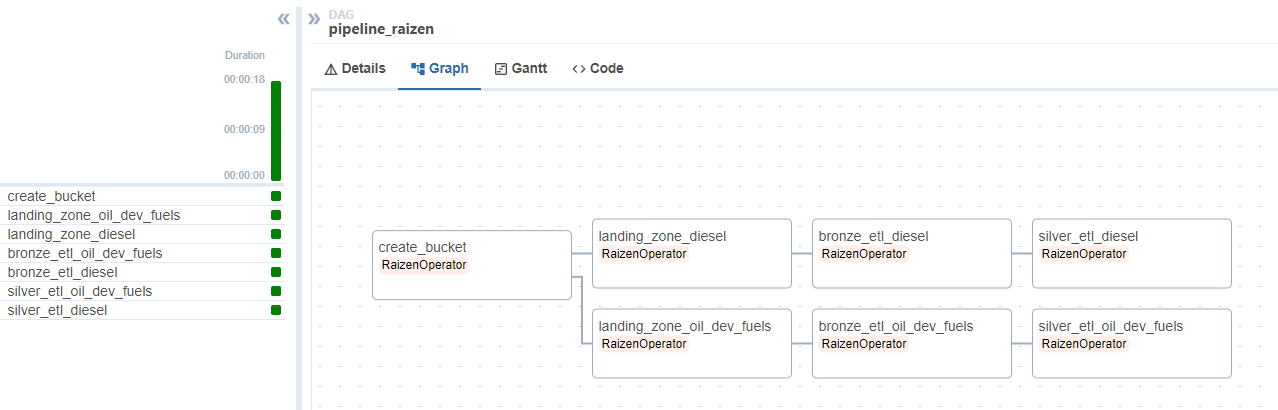 Duration
00:00:18
00:00:09
00:00:00
create_bucket
landing_zone_oil_dev_fuels
landing_zone_diesel
bronze_etl_oil_dev_fuels
bronze_etl_diesel
silver_etl_oil_dev_fuels
silver_etl_diesel
DAG
pipeline_raizen
Details Graph Gantt Code
create_bucket
RaizenOperator
landing_zone_diesel
RaizenOperator
bronze_etl_diesel
RaizenOperator
silver_etl_diesel
RaizenOperator
landing_zone_oil_dev_fuels
RaizenOperator
bronze_etl_oil_dev_fuels
RaizenOperator
silver_etl_oil_dev_fuels
RaizenOperator